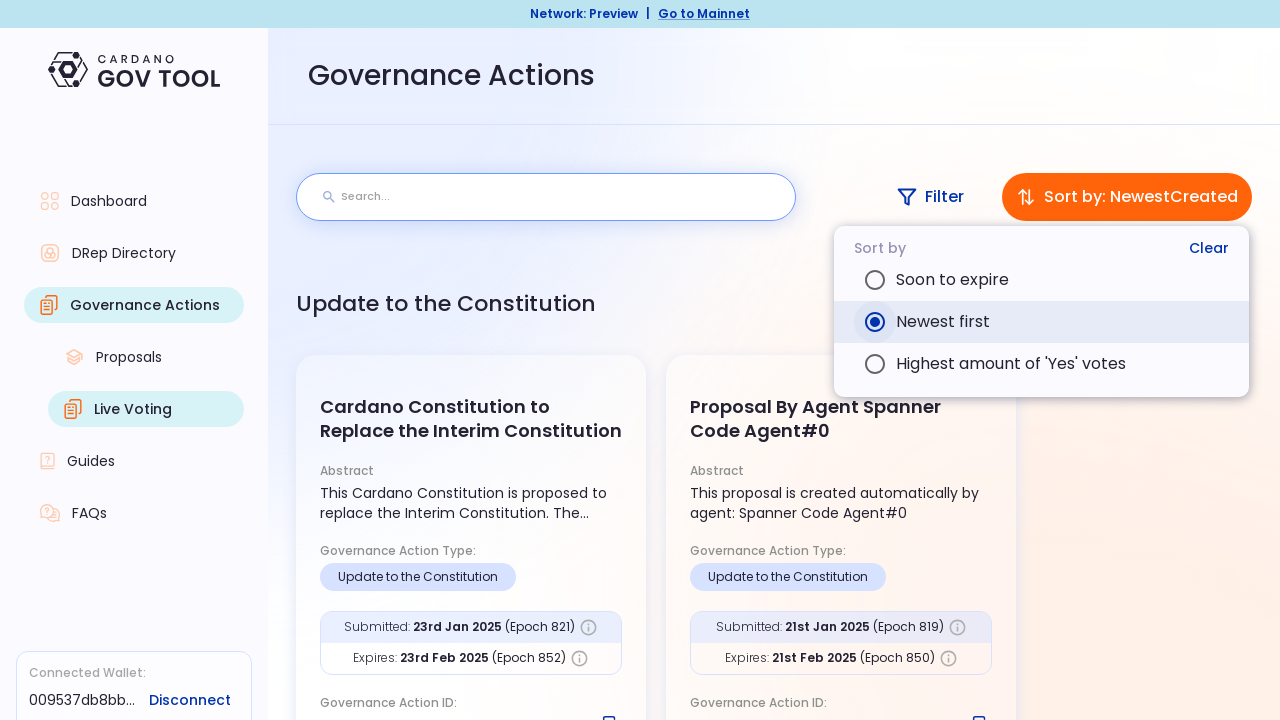 Network: Preview | Go to Mainnet
CARDANO
GOV TOOL
Governance Actions
Dashboard
DRep Directory
Governance Actions
Proposals
Live Voting
Guides
FAQs
Connected Wallet:
009537db8bb...
Disconnect
Search...
Filter
Sort by: NewestCreated
Sort by
Clear
Soon to expire
Newest first
Highest amount of 'Yes' votes
Update to the Constitution
Cardano Constitution to
Replace the Interim Constitution
Abstract
This Cardano Constitution is proposed to
replace the Interim Constitution. The...
Governance Action Type:
Update to the Constitution
Submitted: 23rd Jan 2025 (Epoch 821)
Expires: 23rd Feb 2025 (Epoch 852)
Governance Action ID:
Proposal By Agent Spanner
Code Agent#0
Abstract
This proposal is created automatically by
agent: Spanner Code Agent#0
Governance Action Type:
Update to the Constitution
Submitted: 21st Jan 2025 (Epoch 819)
Expires: 21st Feb 2025 (Epoch 850)
Governance Action ID: